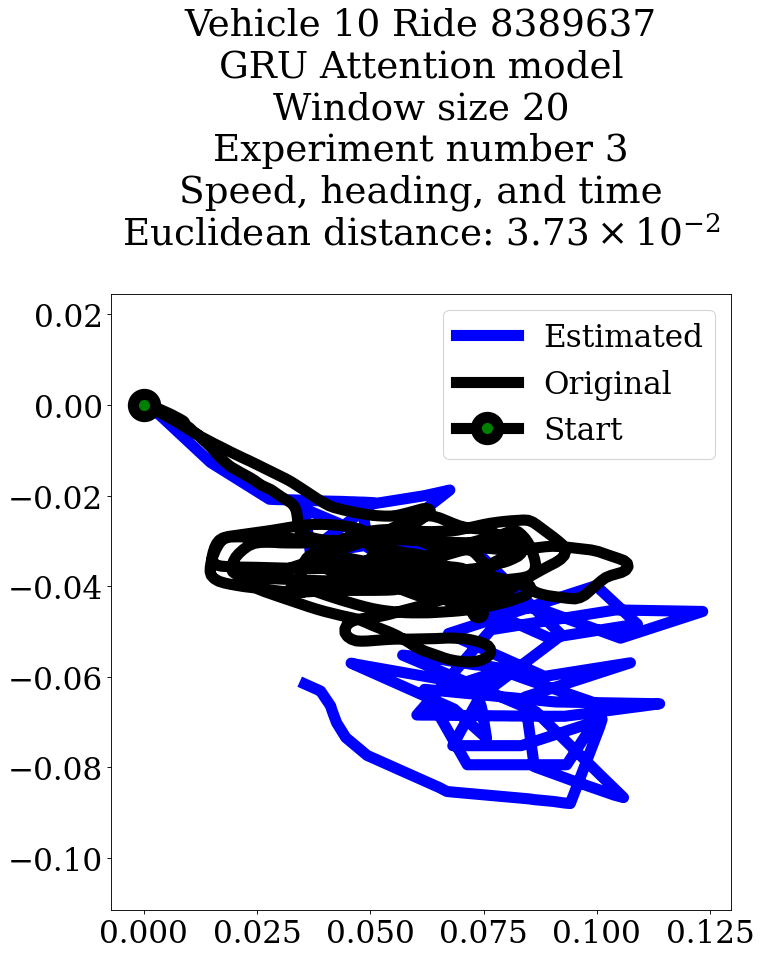 Vehicle 10 Ride 8389637
GRU Attention model
Window size 20
Experiment number 3
Speed, heading, and time
Euclidean distance: 3.73 × 10⁻²
Estimated
Original
Start
0.02
0.00
−0.02
−0.04
−0.06
−0.08
−0.10
0.000 0.025 0.050 0.075 0.100 0.125